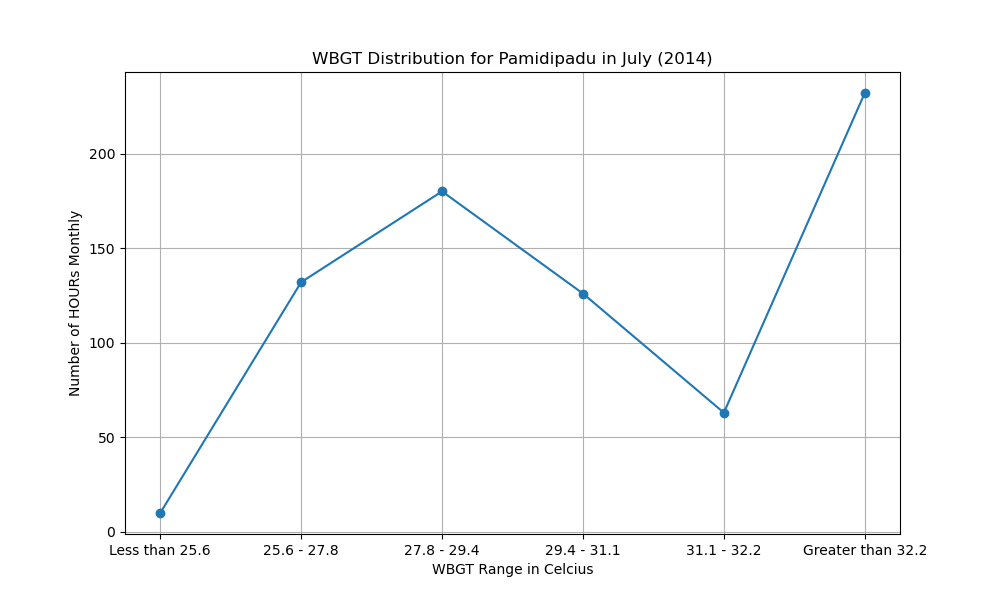 WBGT Distribution for Pamidipadu in July (2014)
Number of HOURs Monthly
200
150
100
50
0
Less than 25.6 25.6 - 27.8 27.8 - 29.4 29.4 - 31.1 31.1 - 32.2 Greater than 32.2
WBGT Range in Celcius